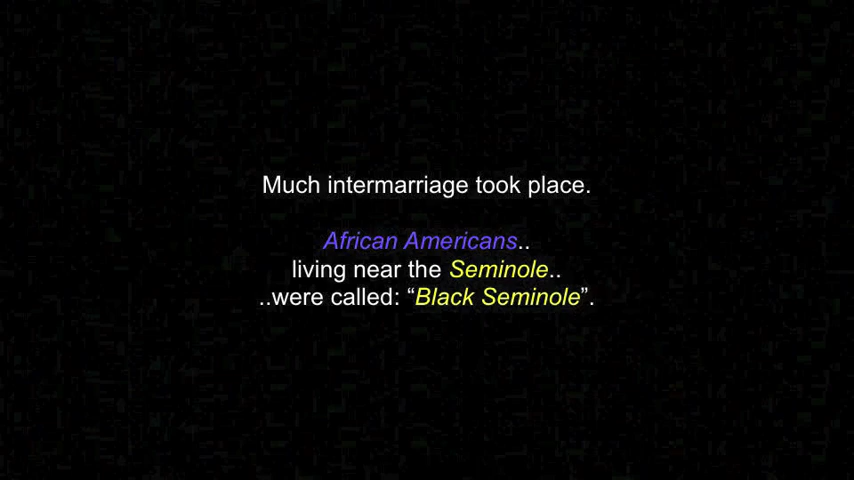 Much intermarriage took place.
African Americans..
living near the Seminole..
..were called: “Black Seminole”.